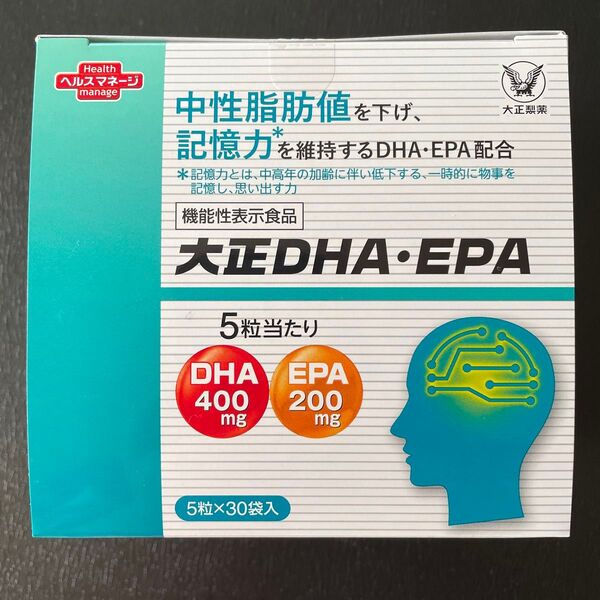 Health
ヘルスマネージ
manage
大正製薬
中性脂肪値を下げ、
記憶力*を維持するDHA・EPA配合
*記憶力とは、中高年の加齢に伴い低下する、一時的に物事を
記憶し、思い出す力
機能性表示食品
大正DHA・EPA
5粒当たり
DHA
400
mg
EPA
200
mg
5粒×30袋入